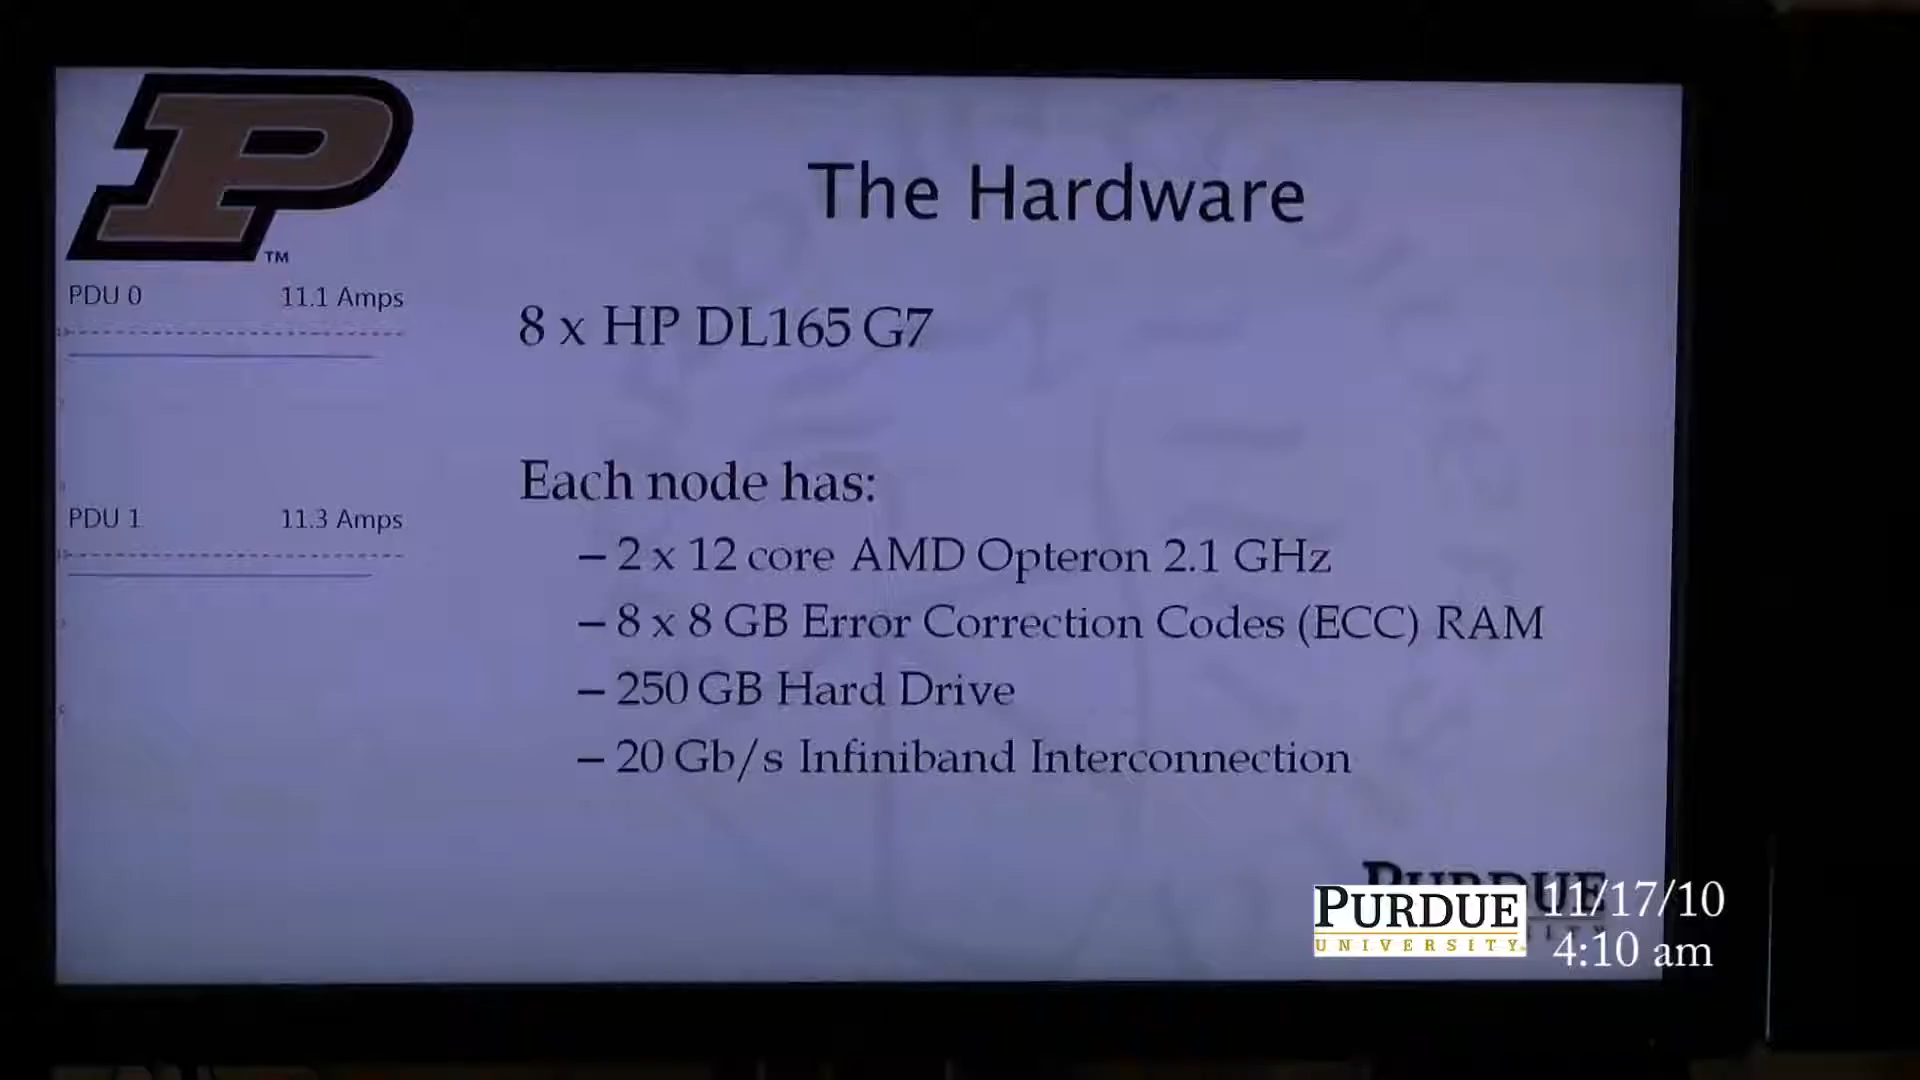 TM
PDU 0 11.1 Amps
PDU 1 11.3 Amps
The Hardware
8 x HP DL165 G7
Each node has:
– 2 x 12 core AMD Opteron 2.1 GHz
– 8 x 8 GB Error Correction Codes (ECC) RAM
– 250 GB Hard Drive
– 20 Gb/s Infiniband Interconnection
PURDUE
PURDUE
UNIVERSITY
11/17/10
4:10 am